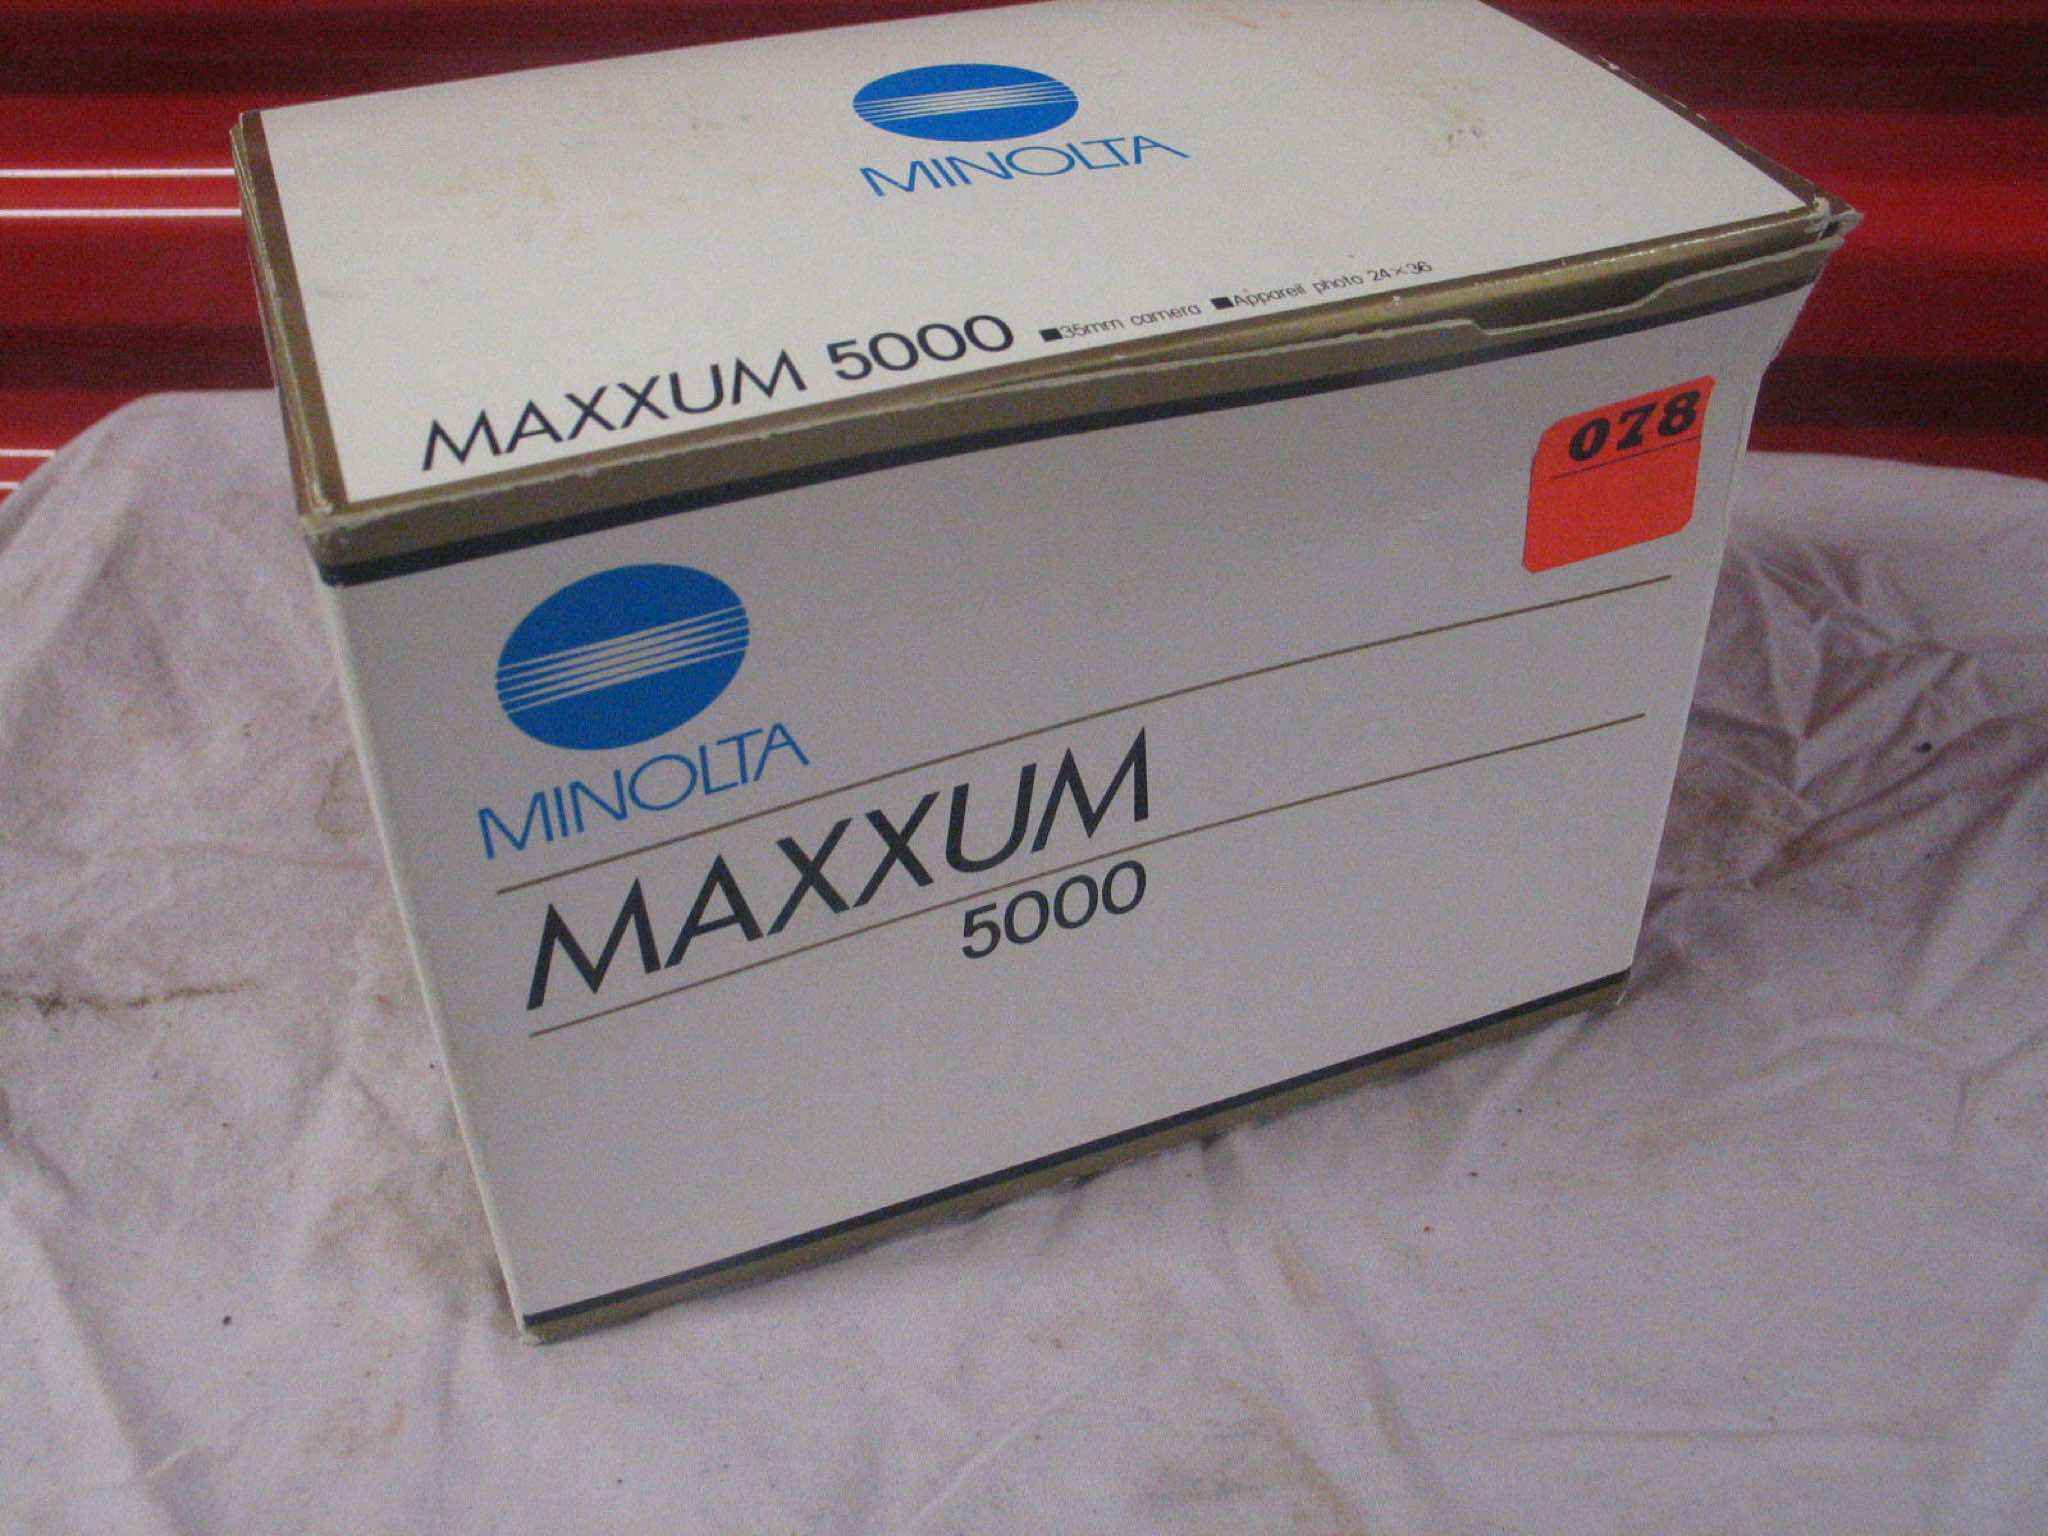 MINOLTA
MAXXUM 5000 ■35mm camera ■Appareil photo 24×36
078
MINOLTA
MAXXUM
5000